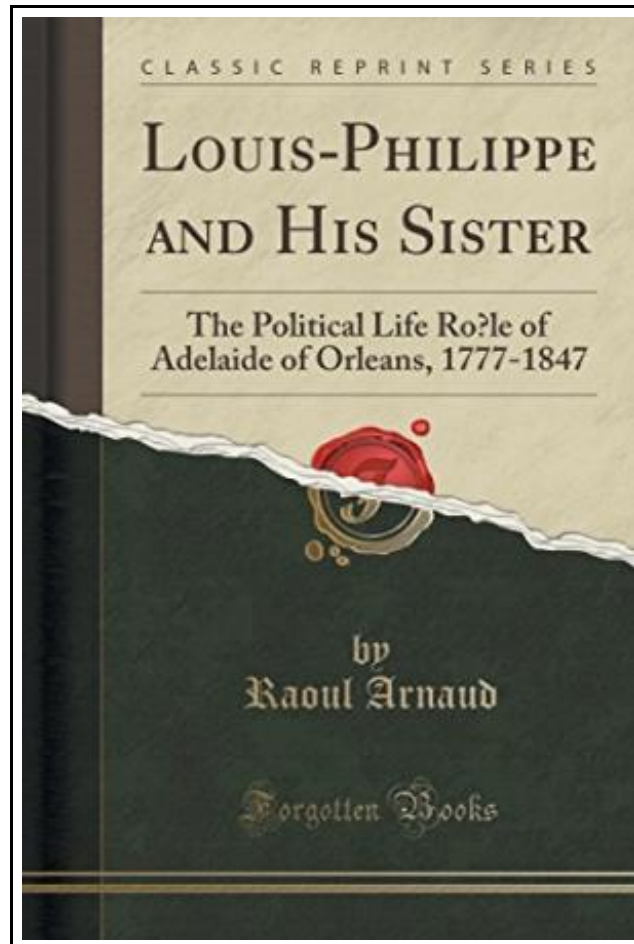 CLASSIC REPRINT SERIES
LOUIS-PHILIPPE
AND HIS SISTER
The Political Life Ro?le of
Adelaide of Orleans, 1777-1847
by
Raoul Arnaud
Forgotten Books